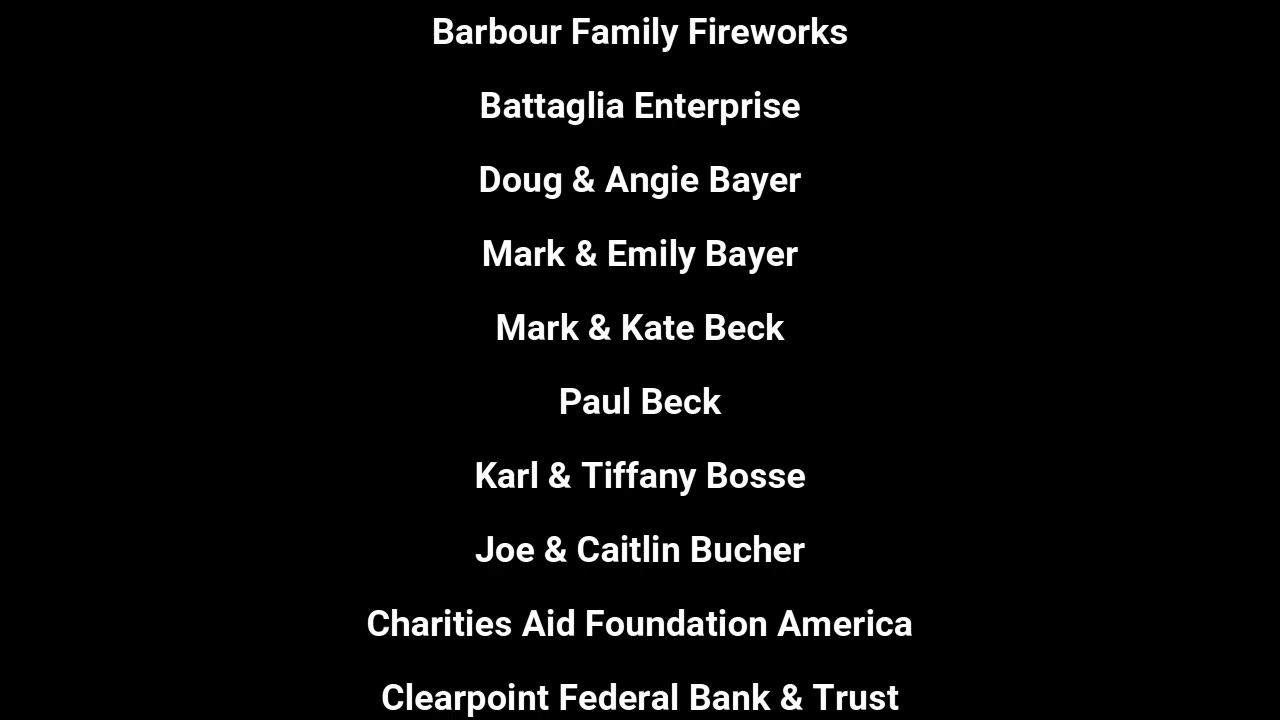 Barbour Family Fireworks
Battaglia Enterprise
Doug & Angie Bayer
Mark & Emily Bayer
Mark & Kate Beck
Paul Beck
Karl & Tiffany Bosse
Joe & Caitlin Bucher
Charities Aid Foundation America
Clearpoint Federal Bank & Trust